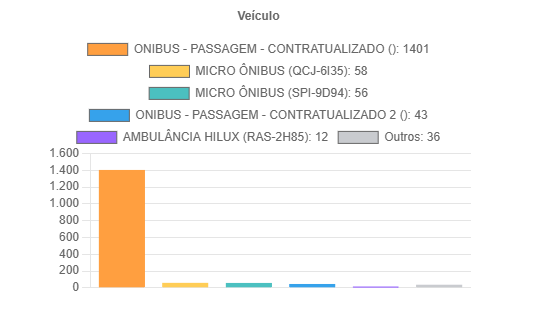 Veículo
ONIBUS - PASSAGEM - CONTRATUALIZADO (): 1401
MICRO ÔNIBUS (QCJ-6I35): 58
MICRO ÔNIBUS (SPI-9D94): 56
ONIBUS - PASSAGEM - CONTRATUALIZADO 2 (): 43
AMBULÂNCIA HILUX (RAS-2H85): 12 Outros: 36
1.600
1.400
1.200
1.000
800
600
400
200
0